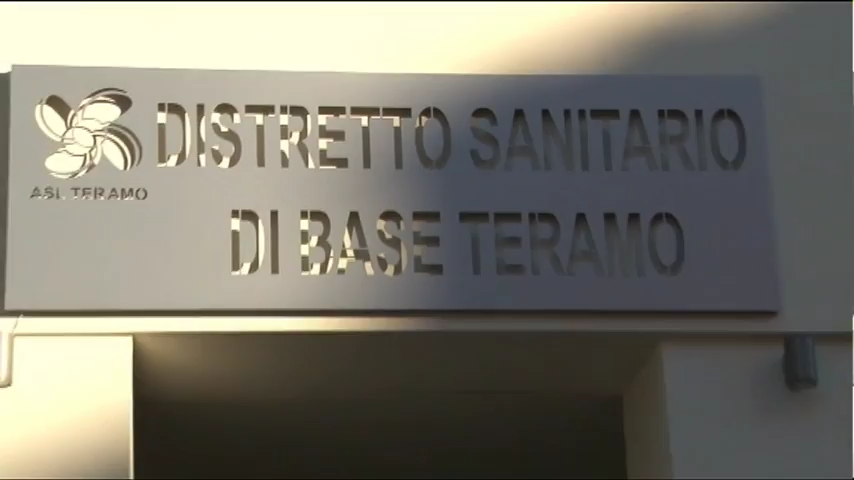 DISTRETTO SANITARIO
ASL TERAMO
DI BASE TERAMO